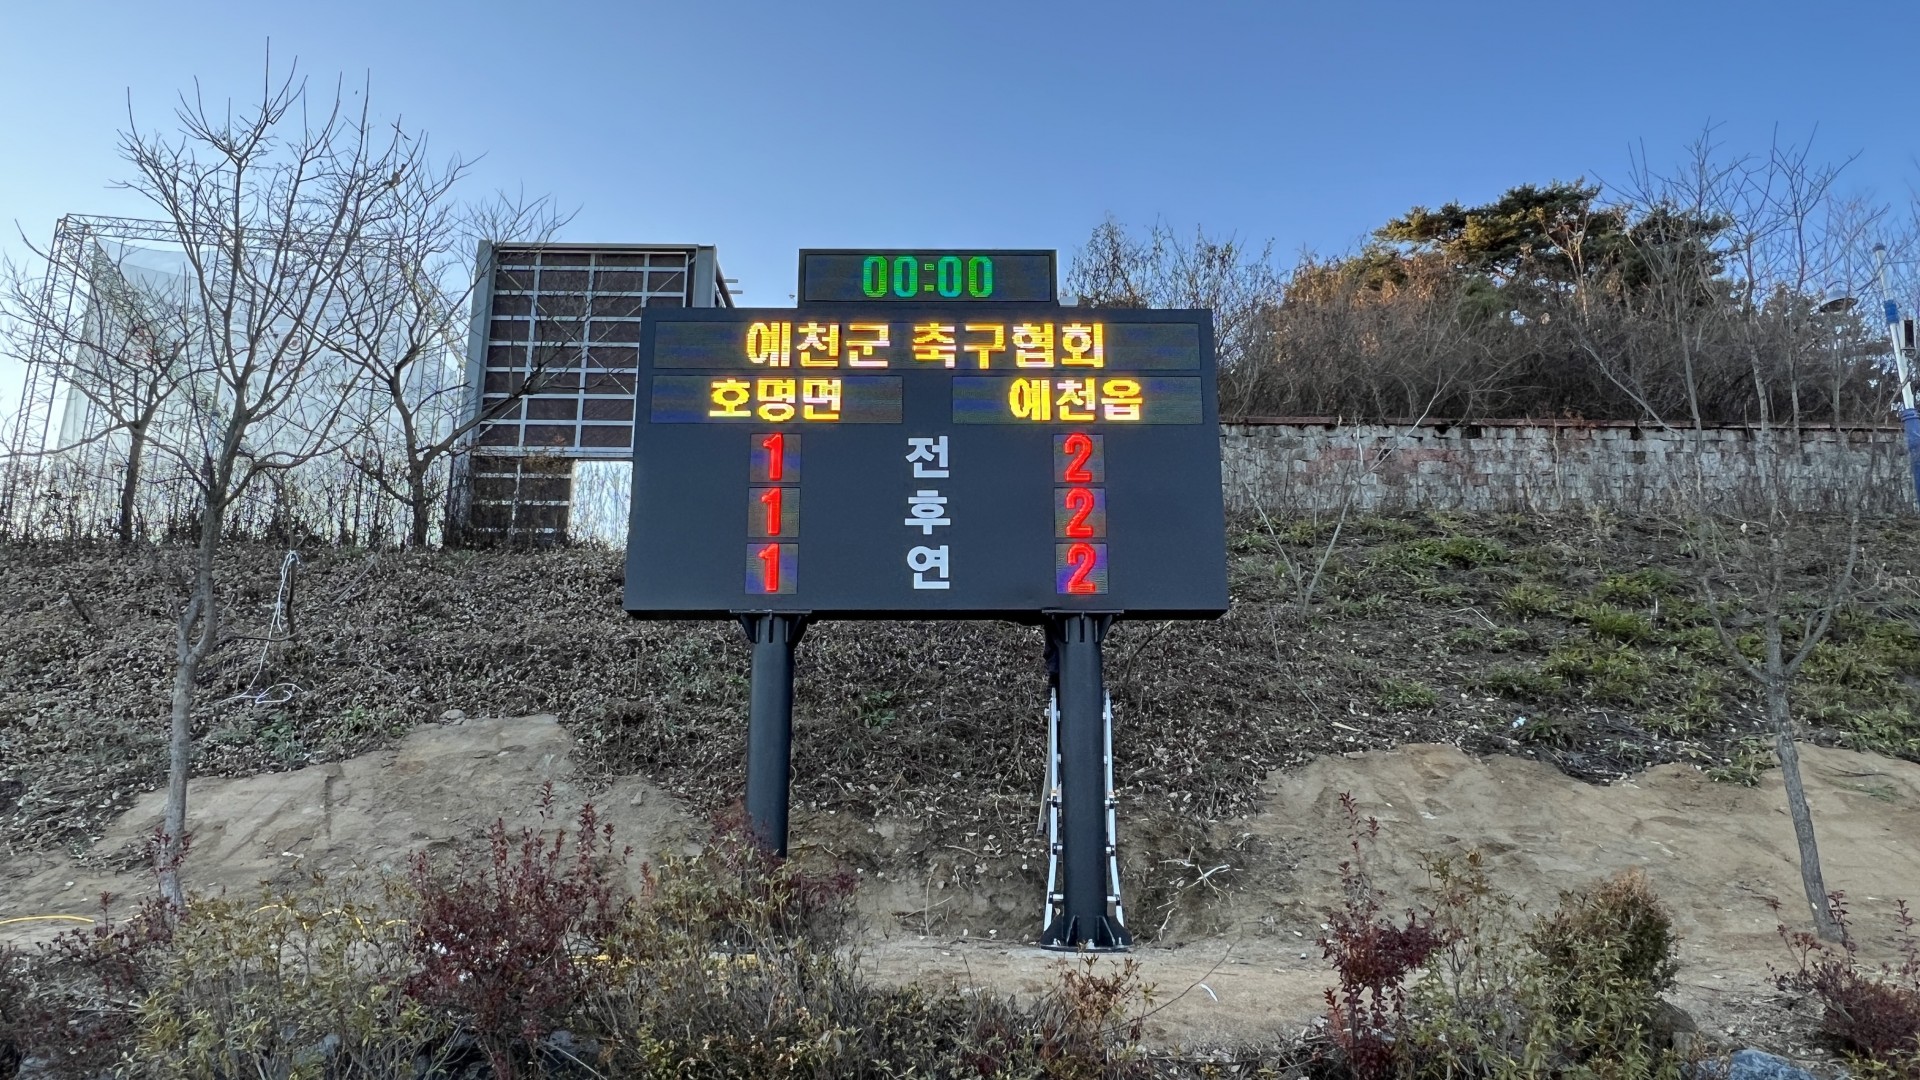 00:00
예천군 축구협회
호명면 예천읍
1 전 2
1 후 2
1 연 2